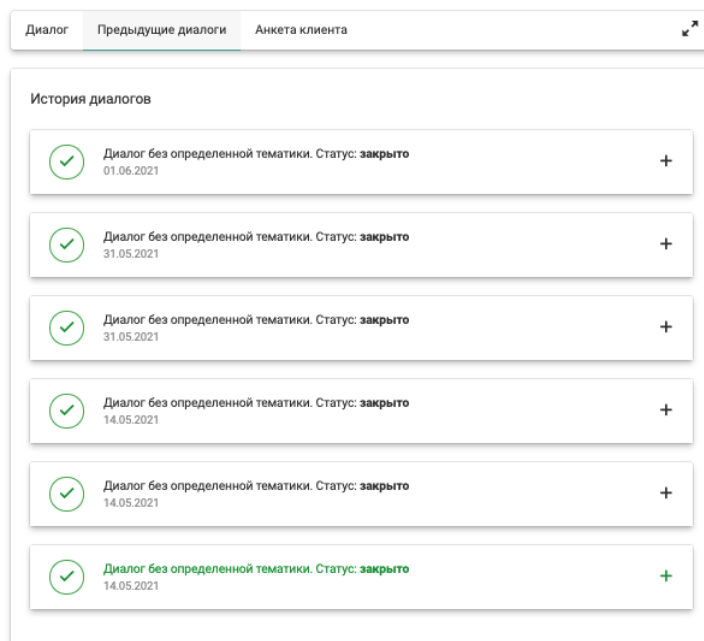 Диалог Предыдущие диалоги Анкета клиента
История диалогов
Диалог без определенной тематики. Статус: закрыто
01.06.2021
Диалог без определенной тематики. Статус: закрыто
31.05.2021
Диалог без определенной тематики. Статус: закрыто
31.05.2021
Диалог без определенной тематики. Статус: закрыто
14.05.2021
Диалог без определенной тематики. Статус: закрыто
14.05.2021
Диалог без определенной тематики. Статус: закрыто
14.05.2021